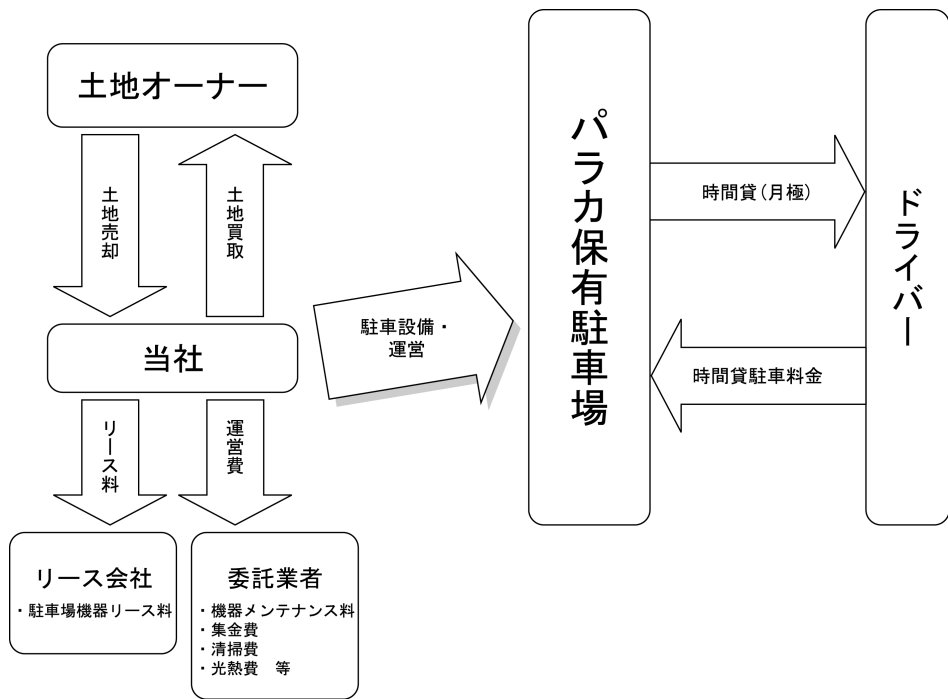 土地オーナー
土地売却
土地買取
当社
リース料
運営費
リース会社
・駐車場機器リース料
委託業者
・機器メンテナンス料
・集金費
・清掃費
・光熱費　等
駐車設備・
運営
パラカ保有駐車場
時間貸(月極)
時間貸駐車料金
ドライバー